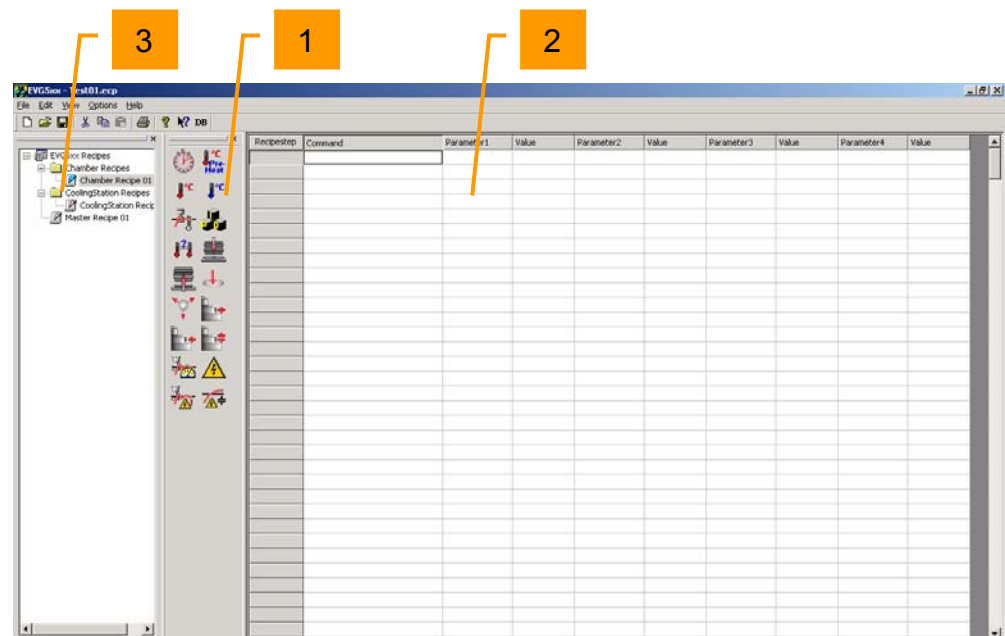 3 1 2
EVG5xx - Test01.ecp
File Edit View Options Help
DB
EVG5xx Recipes
Chamber Recipes
Chamber Recipe 01
CoolingStation Recipes
CoolingStation Recip
Master Recipe 01
°C °C
Pre-
Heat
°C °C
2
Recipestep Command Parameter1 Value Parameter2 Value Parameter3 Value Parameter4 Value